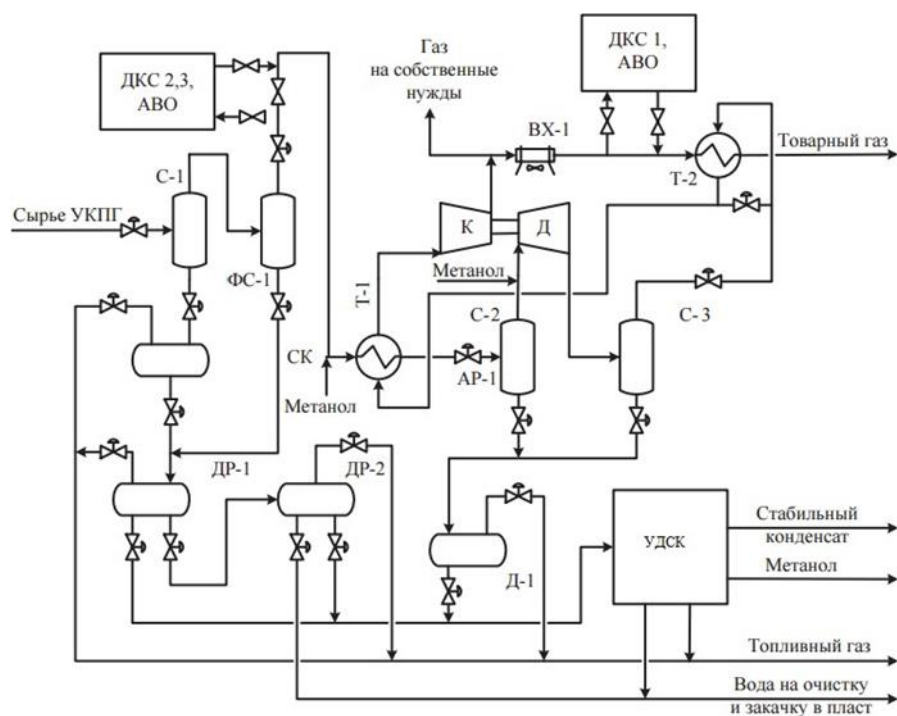 Газ
на собственные
нужды
ДКС 1,
АВО
ДКС 2,3,
АВО
ВХ-1
Товарный газ
Т-2
С-1
К
Д
Сырье УКПГ
ФС-1
Метанол
Т-1
С-2
С-3
СК
АР-1
Метанол
ДР-1
ДР-2
УДСК
Стабильный
конденсат
Метанол
Д-1
Топливный газ
Вода на очистку
и закачку в пласт